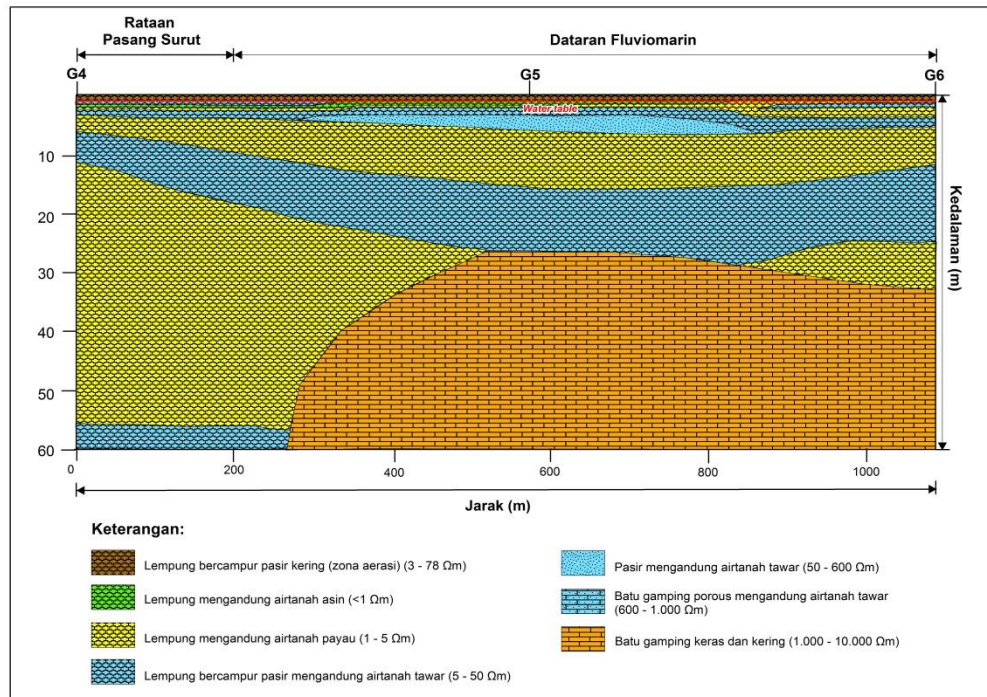 Rataan
Pasang Surut
Dataran Fluviomarin
G4
G5
G6
Water table
10
20
30
40
50
60
Kedalaman (m)
0
200
400
600
800
1000
Jarak (m)
Keterangan:
Lempung bercampur pasir kering (zona aerasi) (3 - 78 Ωm)
Lempung mengandung airtanah asin (<1 Ωm)
Lempung mengandung airtanah payau (1 - 5 Ωm)
Lempung bercampur pasir mengandung airtanah tawar (5 - 50 Ωm)
Pasir mengandung airtanah tawar (50 - 600 Ωm)
Batu gamping porous mengandung airtanah tawar
(600 - 1.000 Ωm)
Batu gamping keras dan kering (1.000 - 10.000 Ωm)